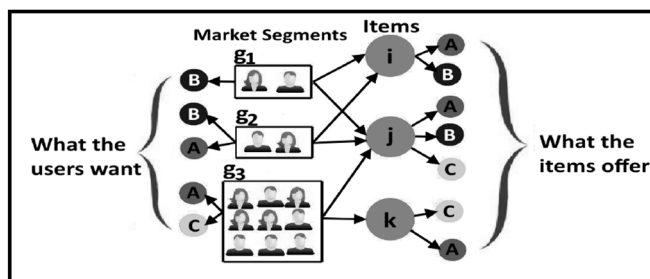 Market Segments
Items
g1
i
A
B
B
g2
B
A
j
A
B
C
What the
users want
What the
items offer
g3
A
C
k
C
A